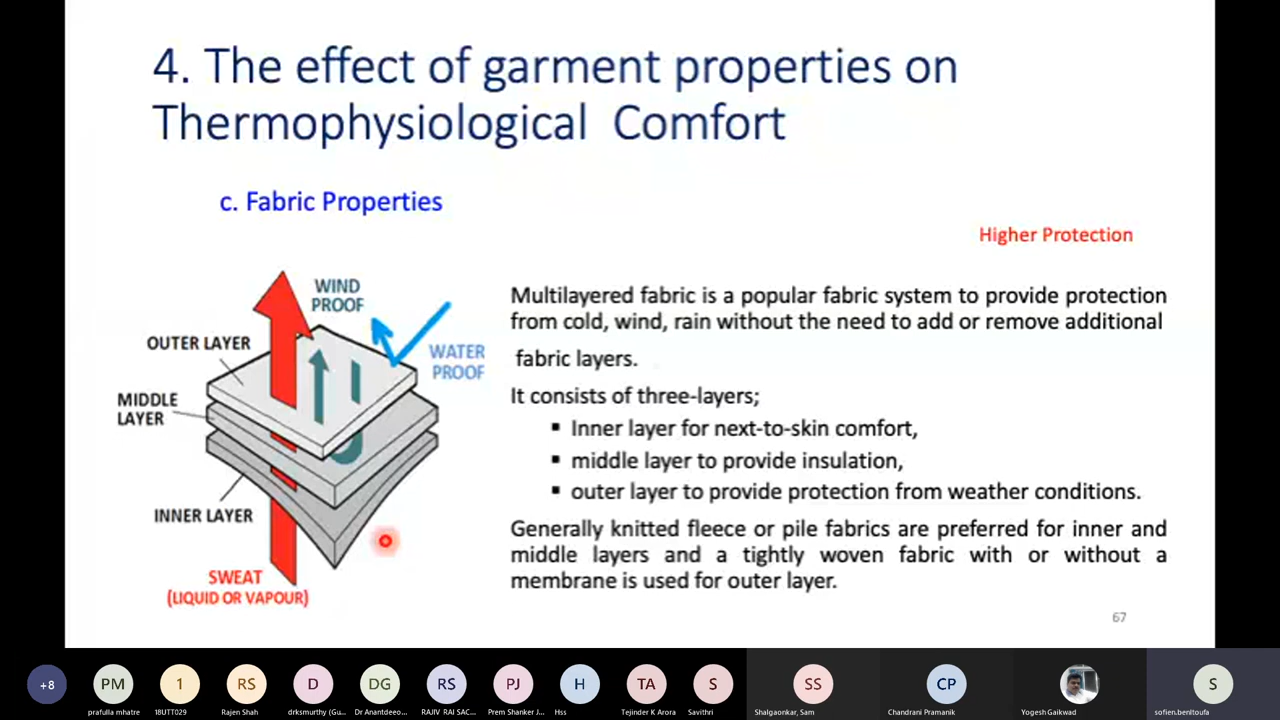 4. The effect of garment properties on
Thermophysiological Comfort
c. Fabric Properties
Higher Protection
WIND
PROOF
OUTER LAYER
WATER
PROOF
MIDDLE
LAYER
INNER LAYER
SWEAT
(LIQUID OR VAPOUR)
Multilayered fabric is a popular fabric system to provide protection
from cold, wind, rain without the need to add or remove additional
fabric layers.
It consists of three-layers;
▪ Inner layer for next-to-skin comfort,
▪ middle layer to provide insulation,
▪ outer layer to provide protection from weather conditions.
Generally knitted fleece or pile fabrics are preferred for inner and
middle layers and a tightly woven fabric with or without a
membrane is used for outer layer.
67
+8 PM 1 RS D DG RS PJ H TA S SS CP S
prafulla mhatre 18UTT029 Rajen Shah drksmurthy (Gu... Dr Anantdeeo... RAJIV RAI SAC... Prem Shanker J... Hss Tejinder K Arora Savithri Shalgaonkar, Sam Chandrani Pramanik Yogesh Gaikwad sofien.benltoufa